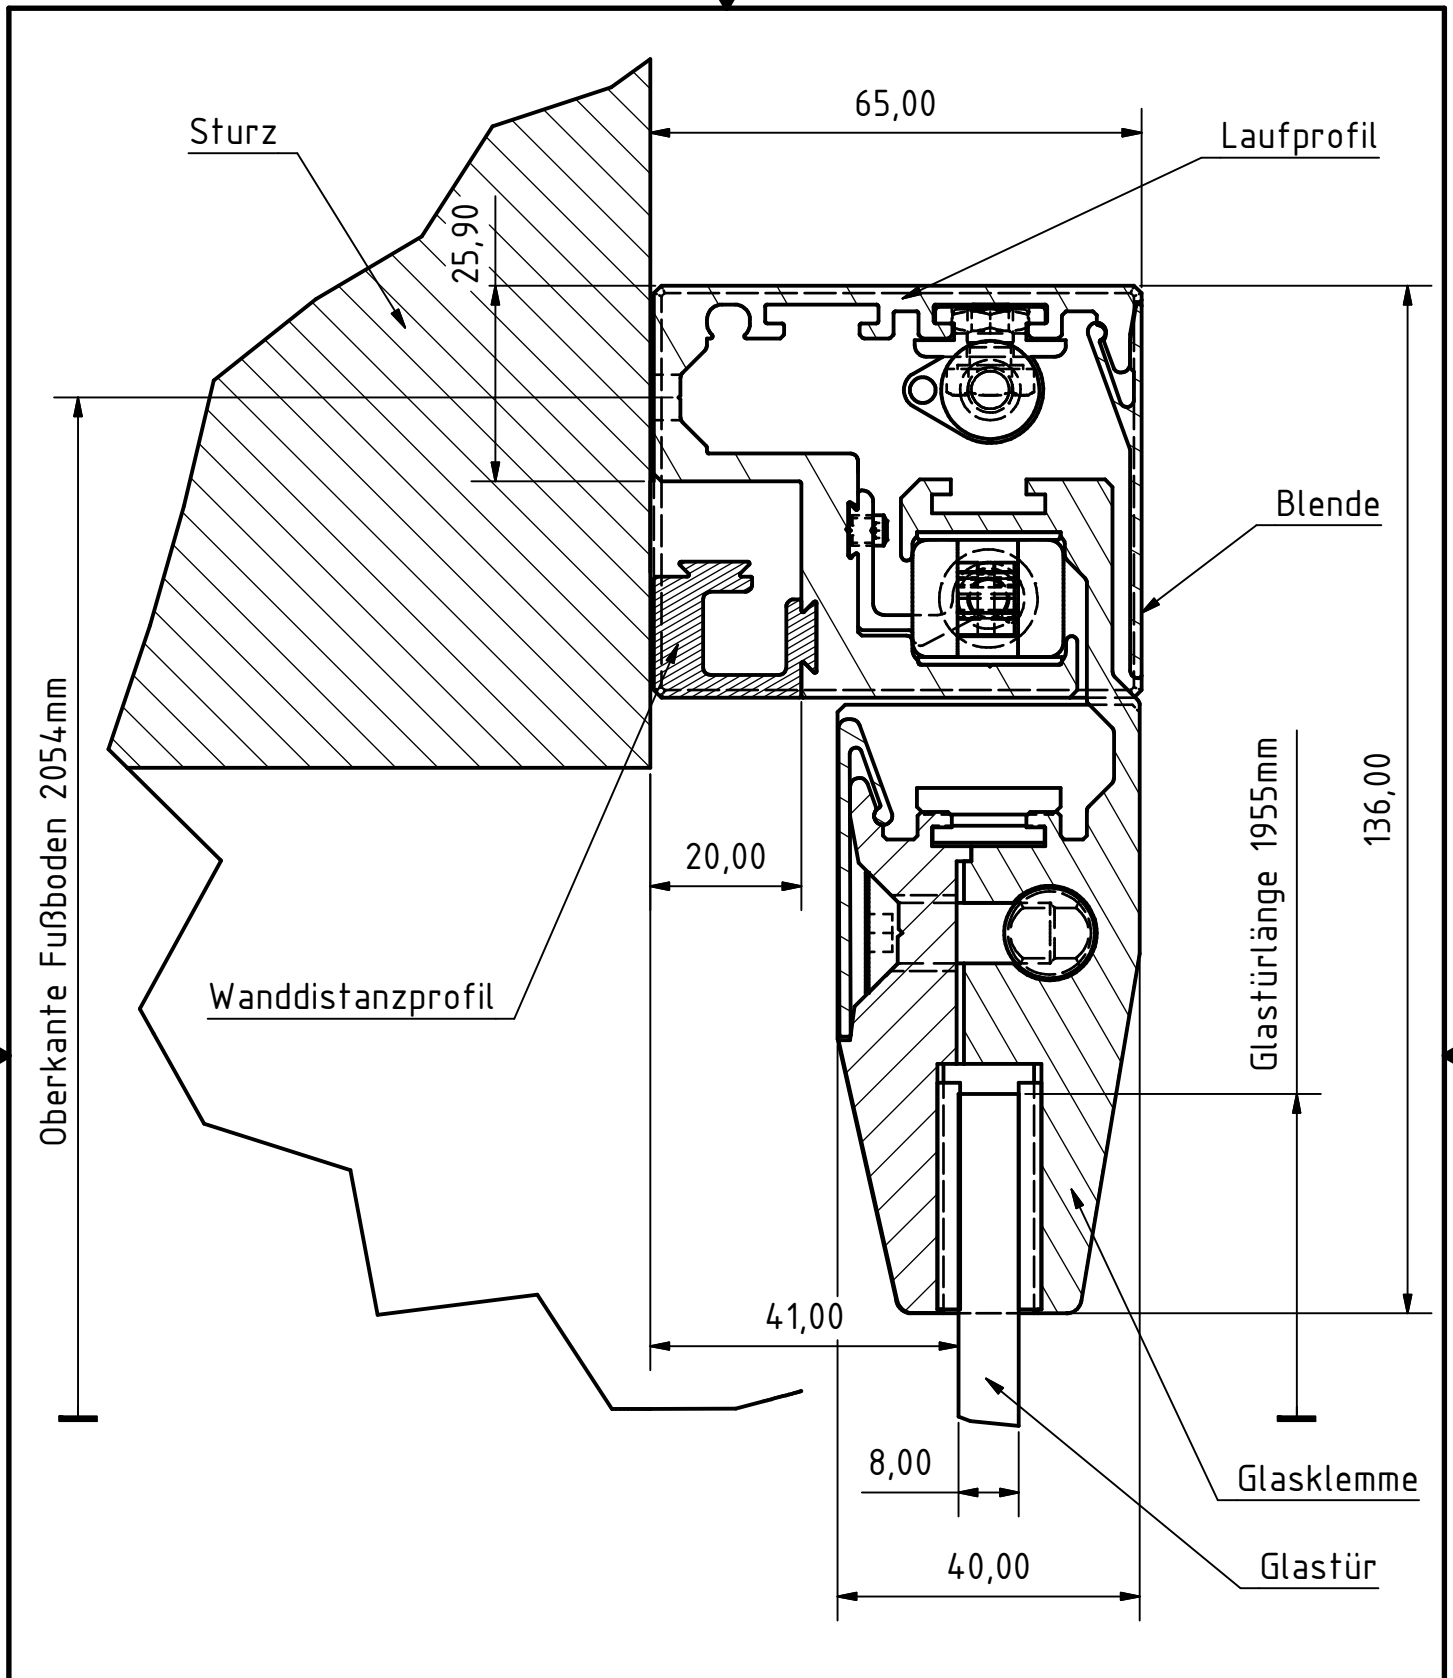 65,00
Sturz
Laufprofil
25,90
Blende
Oberkante Fußboden 2054mm
Glastürlänge 1955mm
136,00
20,00
Wanddistanzprofil
41,00
8,00
Glasklemme
40,00
Glastür